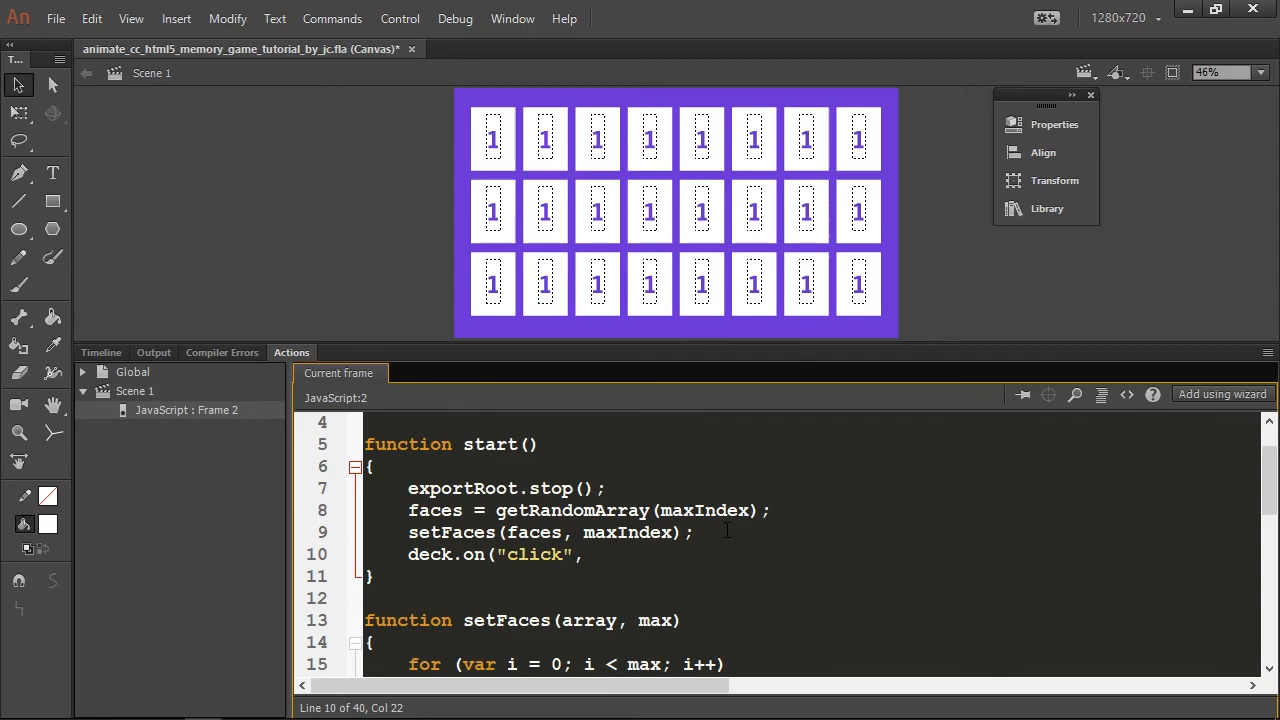 An File Edit View Insert Modify Text Commands Control Debug Window Help 1280x720
animate_cc_html5_memory_game_tutorial_by_jc.fla (Canvas)* ×
T...
Scene 1 46%
1 1 1 1 1 1 1 1
1 1 1 1 1 1 1 1
1 1 1 1 1 1 1 1
Properties
Align
Transform
Library
Timeline Output Compiler Errors Actions
Global
Scene 1
JavaScript : Frame 2
Current frame
JavaScript:2 Add using wizard
4
5 function start()
6 {
7 exportRoot.stop();
8 faces = getRandomArray(maxIndex);
9 setFaces(faces, maxIndex);
10 deck.on("click",
11 }
12
13 function setFaces(array, max)
14 {
15 for (var i = 0; i < max; i++)
Line 10 of 40, Col 22